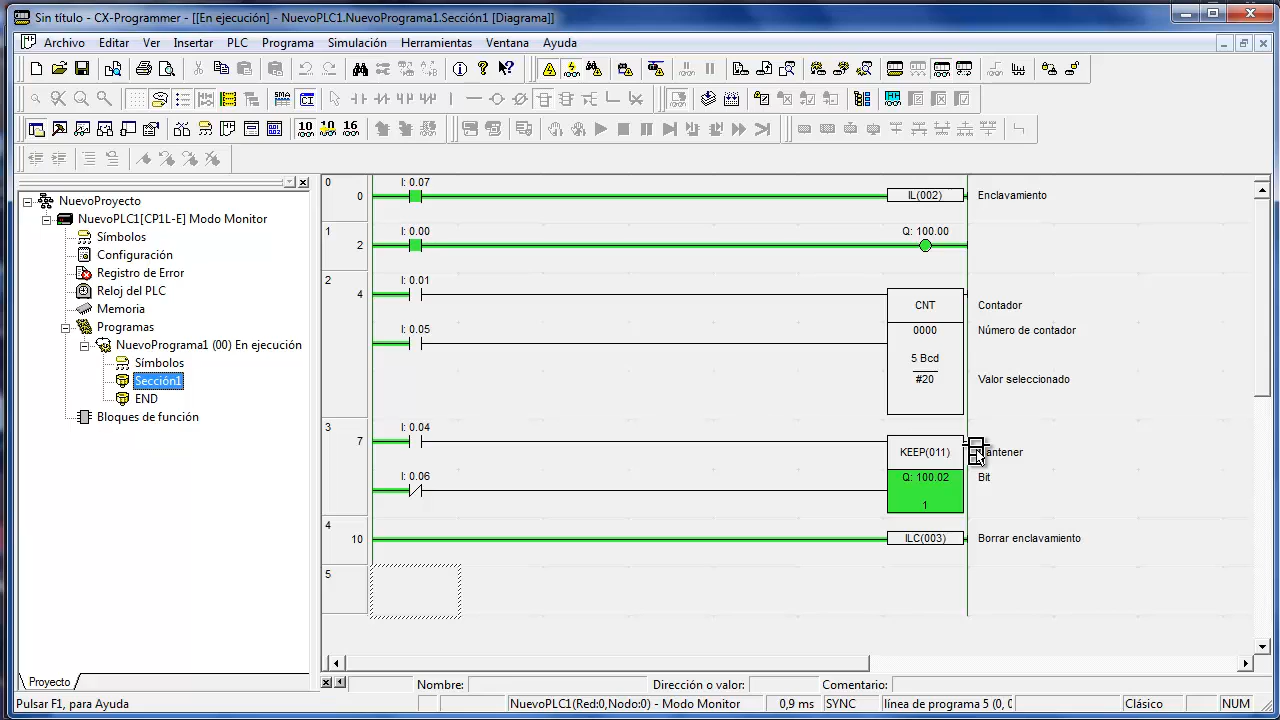 Sin título - CX-Programmer - [[En ejecución] - NuevoPLC1.NuevoPrograma1.Sección1 [Diagrama]]
Archivo Editar Ver Insertar PLC Programa Simulación Herramientas Ventana Ayuda
SMA CI
10 10 16
NuevoProyecto
NuevoPLC1[CP1L-E] Modo Monitor
Símbolos
Configuración
Registro de Error
Reloj del PLC
Memoria
Programas
NuevoPrograma1 (00) En ejecución
Símbolos
Sección1
END
Bloques de función
Proyecto
0
0
I: 0.07
IL(002)
Enclavamiento
1
2
I: 0.00
Q: 100.00
2
4
I: 0.01
CNT
Contador
I: 0.05
0000
Número de contador
5 Bcd
#20
Valor seleccionado
3
7
I: 0.04
KEEP(011)
I: 0.06
Q: 100.02
Bit
1
4
10
ILC(003)
Borrar enclavamiento
5
Nombre: Dirección o valor: Comentario:
Pulsar F1, para Ayuda NuevoPLC1(Red:0,Nodo:0) - Modo Monitor 0,9 ms SYNC línea de programa 5 (0, Clásico NUM